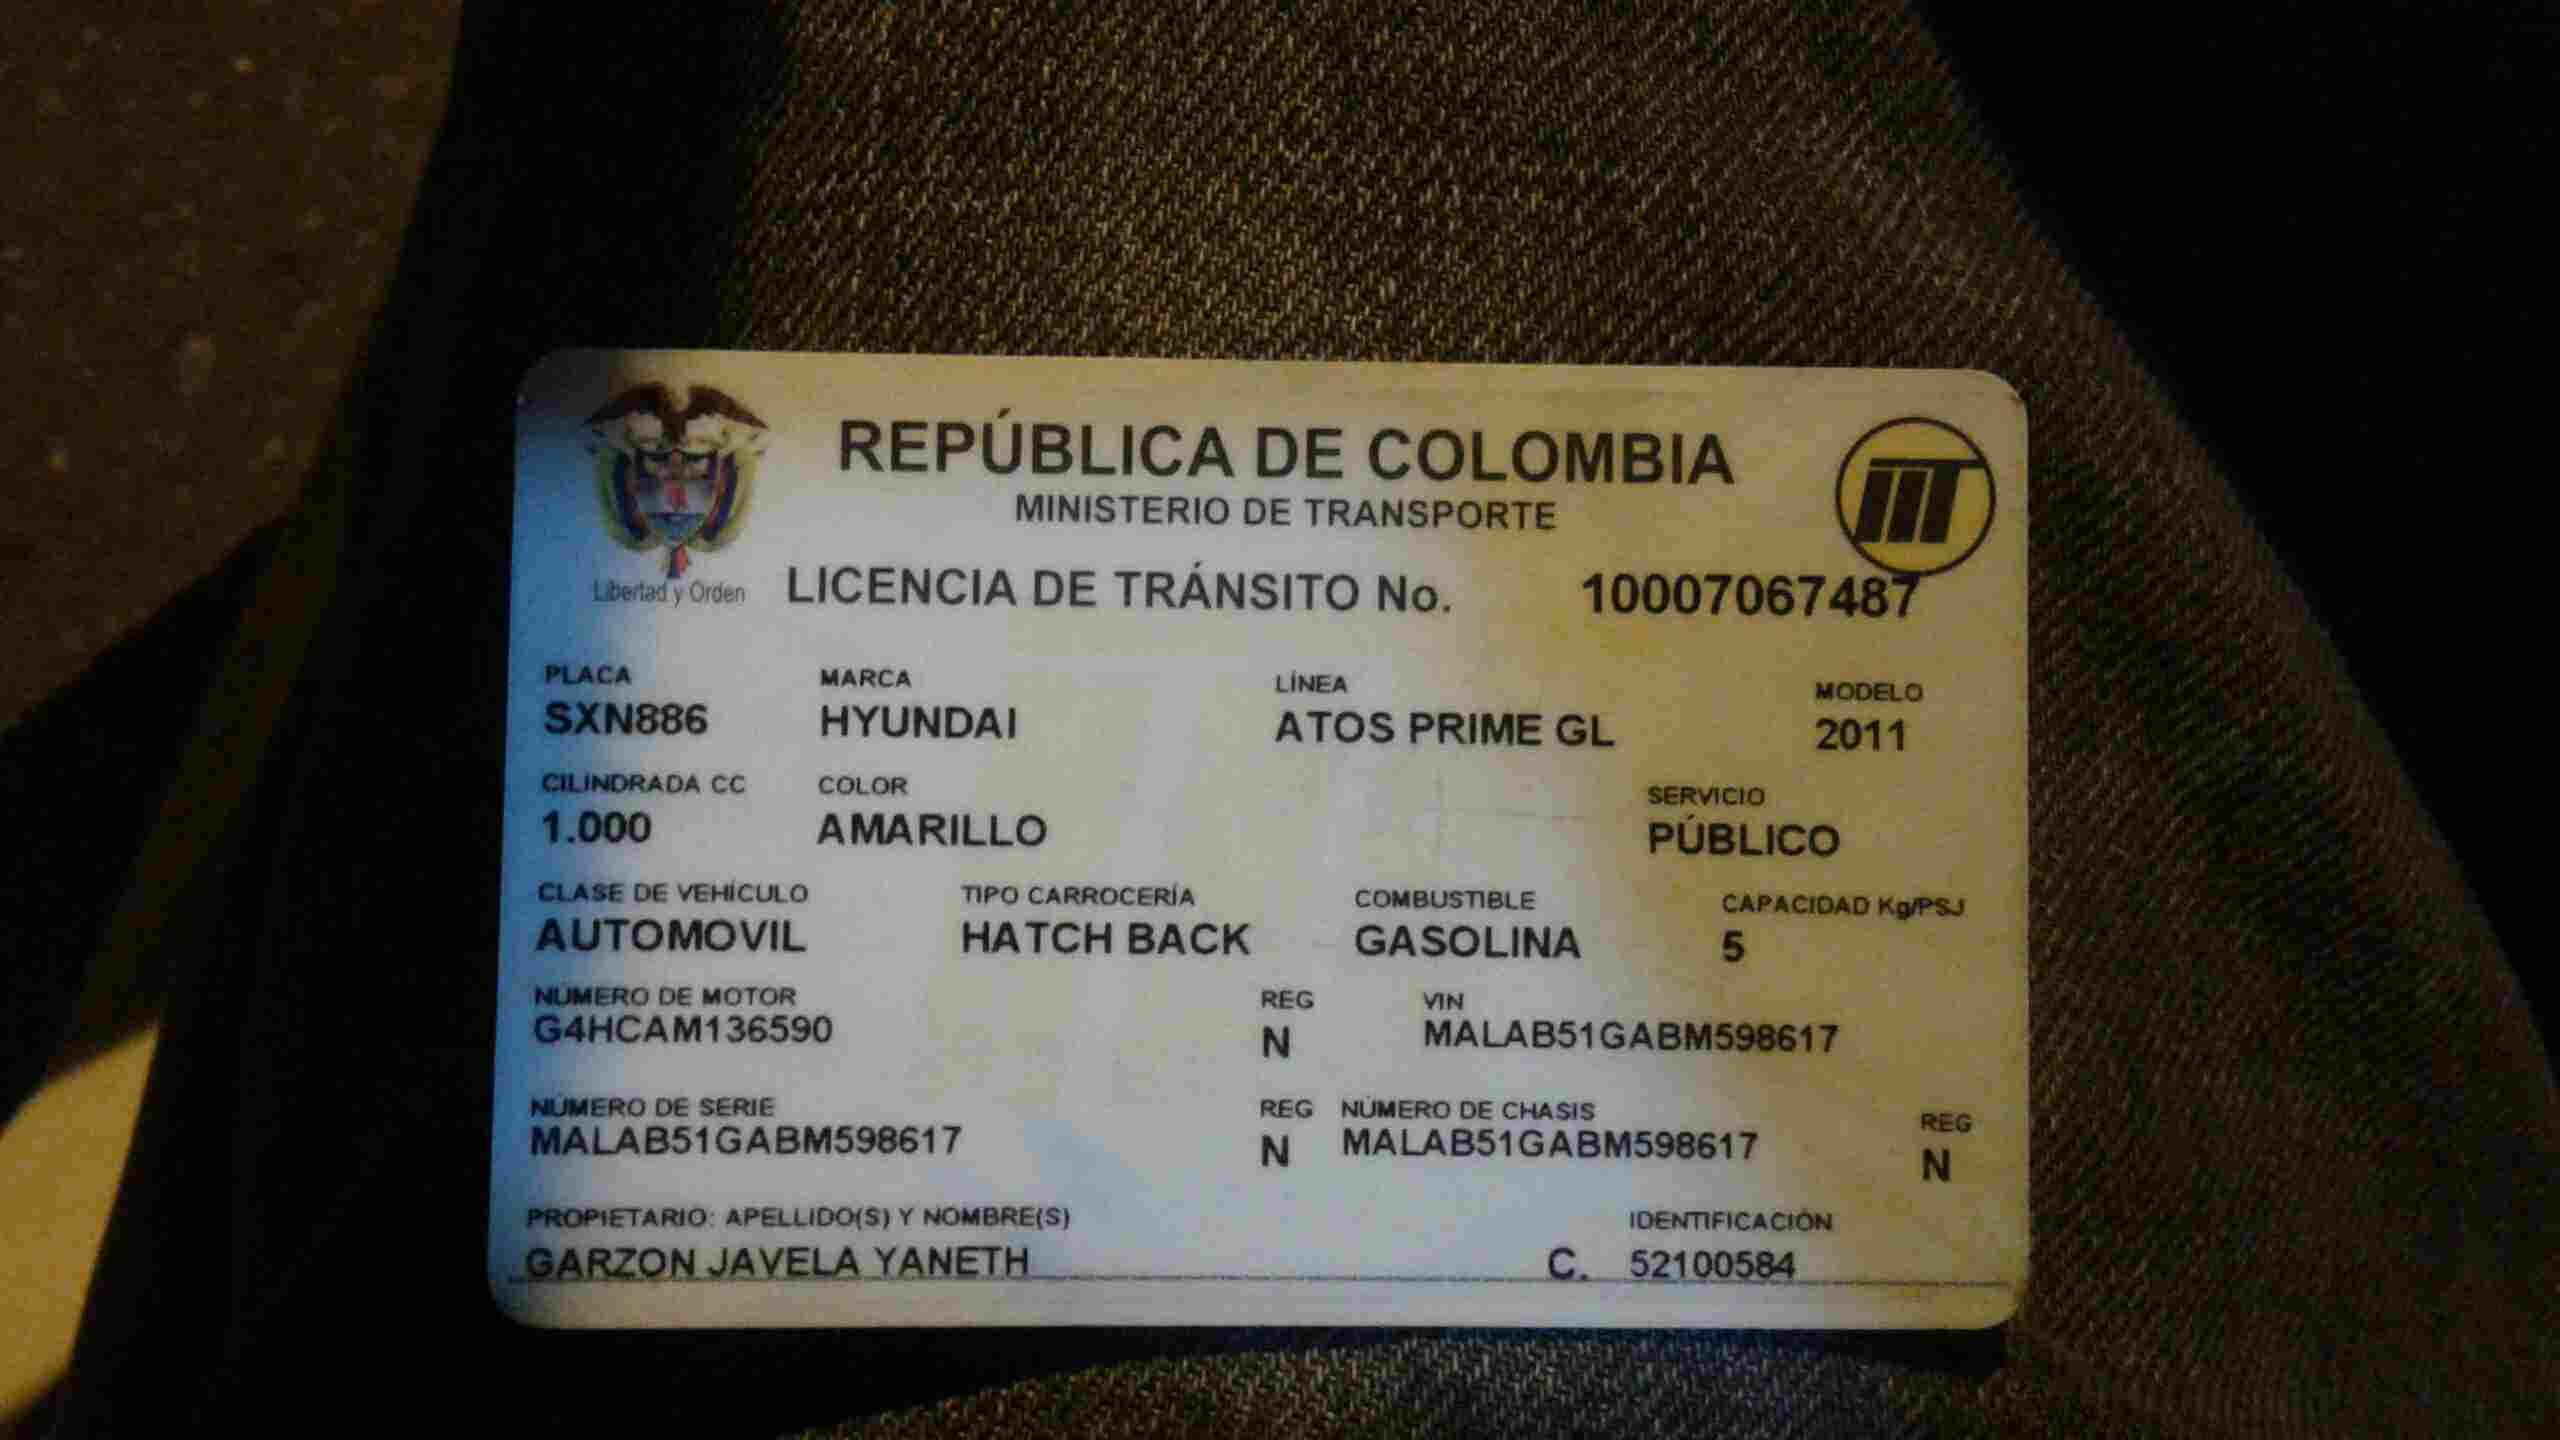 REPÚBLICA DE COLOMBIA
MINISTERIO DE TRANSPORTE
Libertad y Orden
LICENCIA DE TRÁNSITO No. 10007067487
PLACA MARCA LÍNEA MODELO
SXN886 HYUNDAI ATOS PRIME GL 2011
CILINDRADA CC COLOR SERVICIO
1.000 AMARILLO PÚBLICO
CLASE DE VEHÍCULO TIPO CARROCERÍA COMBUSTIBLE CAPACIDAD Kg/PSJ
AUTOMOVIL HATCH BACK GASOLINA 5
NÚMERO DE MOTOR REG VIN
G4HCAM136590 N MALAB51GABM598617
NÚMERO DE SERIE REG NÚMERO DE CHASIS REG
MALAB51GABM598617 N MALAB51GABM598617 N
PROPIETARIO: APELLIDO(S) Y NOMBRE(S) IDENTIFICACIÓN
GARZON JAVELA YANETH C. 52100584